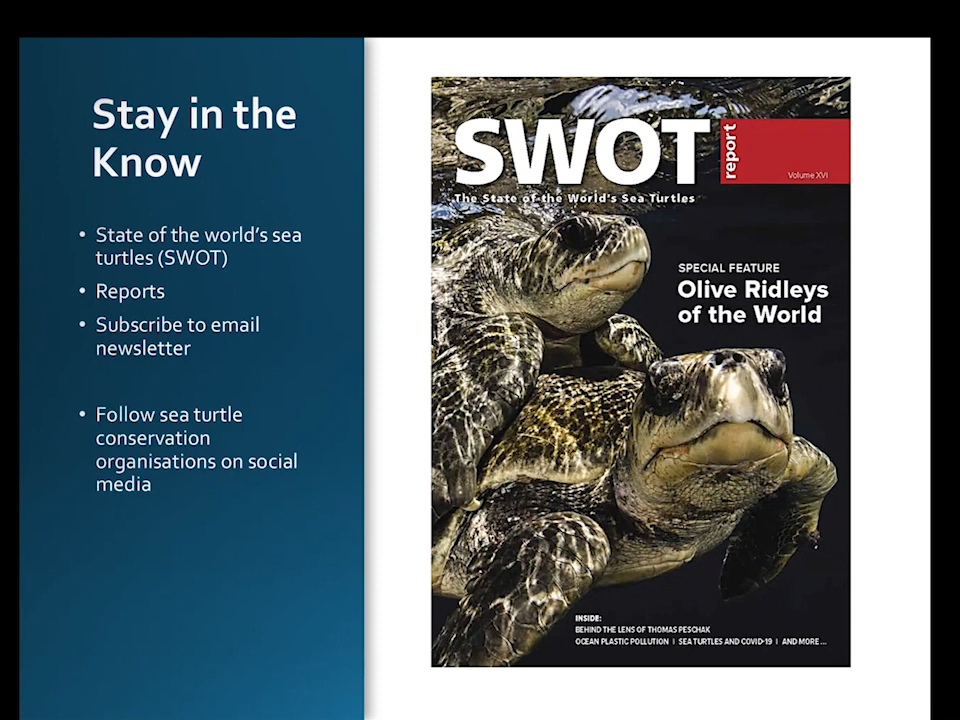 Stay in the
Know
• State of the world’s sea
turtles (SWOT)
• Reports
• Subscribe to email
newsletter
• Follow sea turtle
conservation
organisations on social
media
SWOT
report
Volume XVI
The State of the World's Sea Turtles
SPECIAL FEATURE
Olive Ridleys
of the World
INSIDE:
BEHIND THE LENS OF THOMAS PESCHAK
OCEAN PLASTIC POLLUTION | SEA TURTLES AND COVID-19 | AND MORE ...